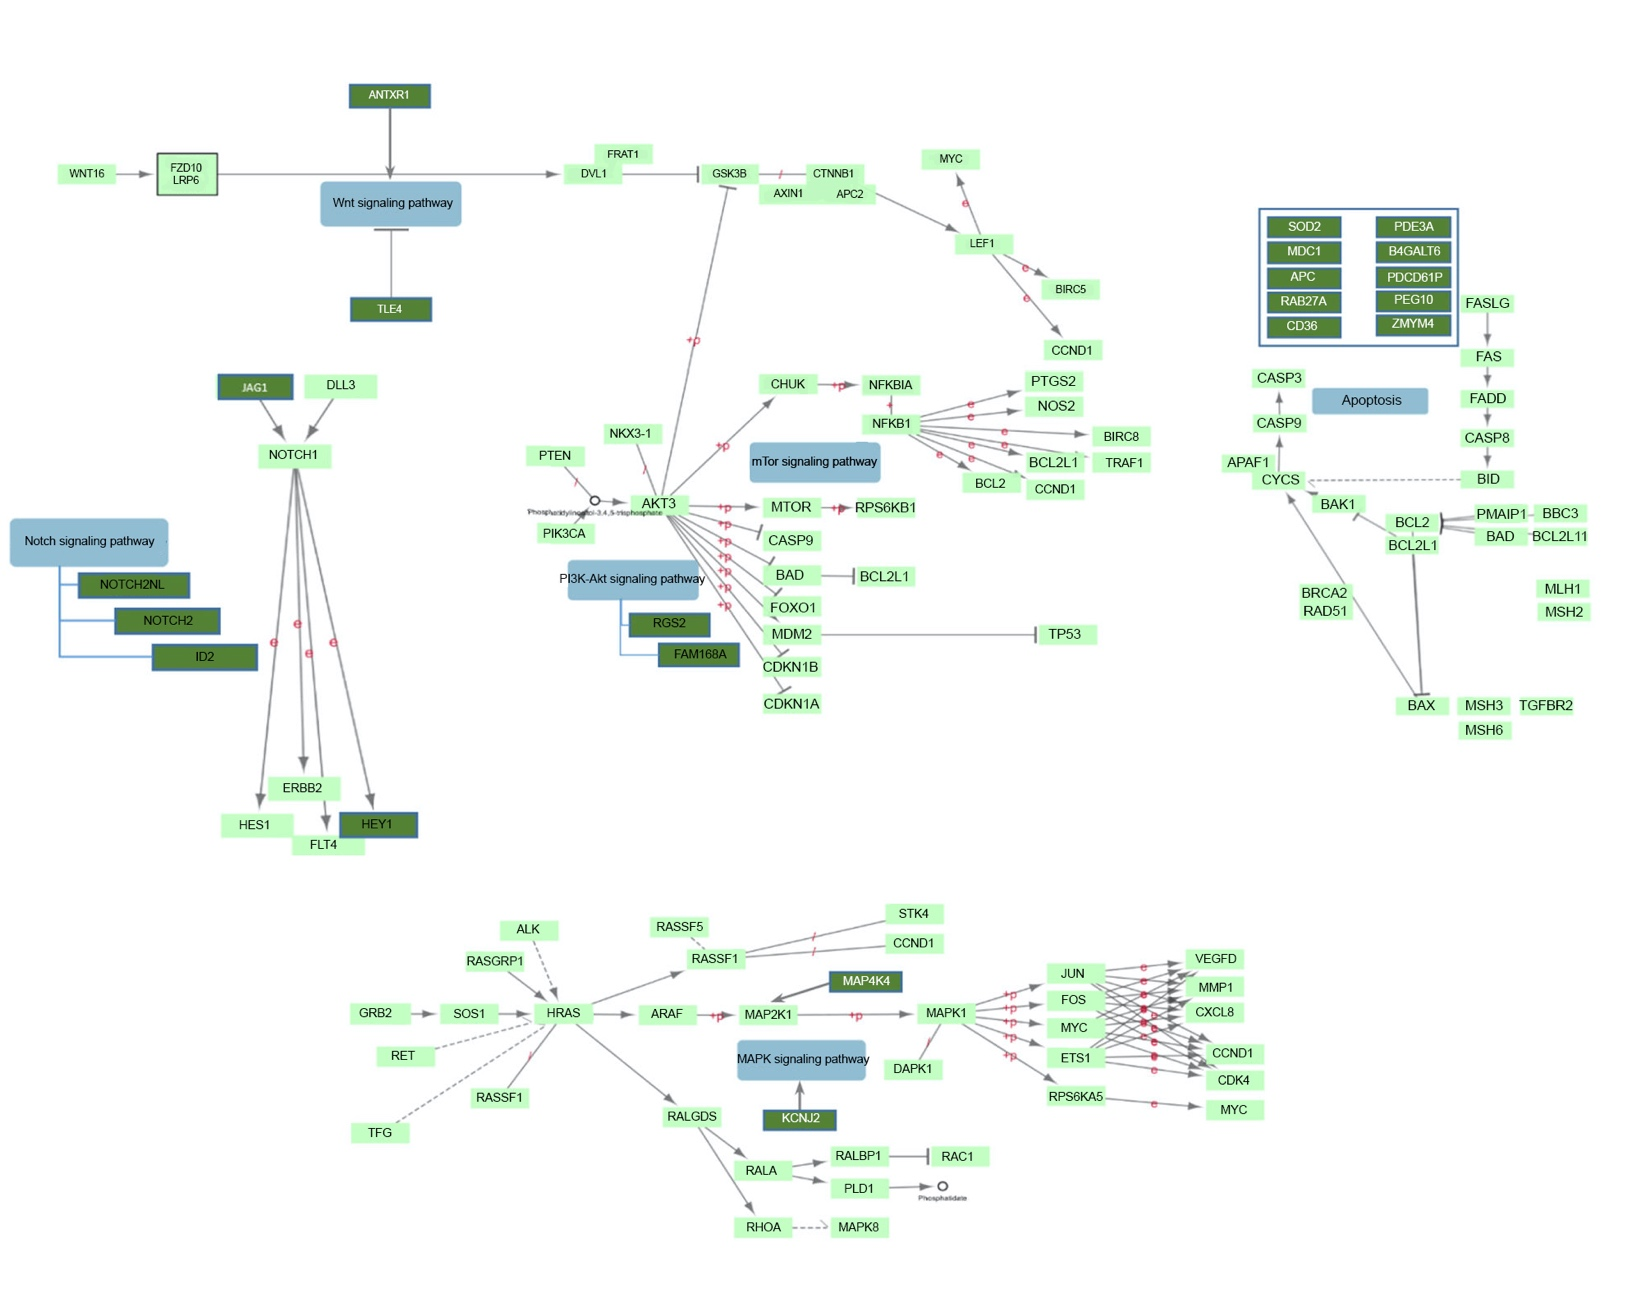 ANTXR1
WNT16
FZD10
LRP6
FRAT1
DVL1
GSK3B
CTNNB1
AXIN1
APC2
Wnt signaling pathway
TLE4
MYC
e
LEF1
e
BIRC5
e
CCND1
+p
JAG1
DLL3
NOTCH1
Notch signaling pathway
NOTCH2NL
NOTCH2
ID2
e
e
e
e
ERBB2
HES1
HEY1
FLT4
CHUK
+p
NFKBIA
+
NFKB1
PTGS2
e
NOS2
e
e
BIRC8
e
e
e
BCL2L1
TRAF1
BCL2
CCND1
NKX3-1
PTEN
+p
mTor signaling pathway
AKT3
Phosphatidylinositol-3,4,5-trisphosphate
PIK3CA
+p
MTOR
+p
RPS6KB1
+p
CASP9
+p
BAD
BCL2L1
+p
FOXO1
+p
MDM2
TP53
+p
CDKN1B
CDKN1A
PI3K-Akt signaling pathway
RGS2
FAM168A
SOD2
PDE3A
MDC1
B4GALT6
APC
PDCD61P
RAB27A
PEG10
CD36
ZMYM4
FASLG
FAS
CASP3
Apoptosis
FADD
CASP9
CASP8
APAF1
CYCS
BID
BAK1
BCL2
BCL2L1
PMAIP1
BBC3
BAD
BCL2L11
BRCA2
RAD51
MLH1
MSH2
BAX
MSH3
TGFBR2
MSH6
ALK
RASGRP1
RASSF5
RASSF1
STK4
CCND1
GRB2
SOS1
HRAS
ARAF
+p
MAP4K4
MAP2K1
+p
MAPK1
RET
RASSF1
TFG
MAPK signaling pathway
KCNJ2
DAPK1
+p
JUN
+p
FOS
+p
MYC
+p
ETS1
+p
RPS6KA5
e
e
e
e
e
e
e
e
e
e
VEGFD
MMP1
CXCL8
CCND1
CDK4
e
MYC
RALGDS
RALA
RALBP1
RAC1
PLD1
Phosphatidate
RHOA
MAPK8